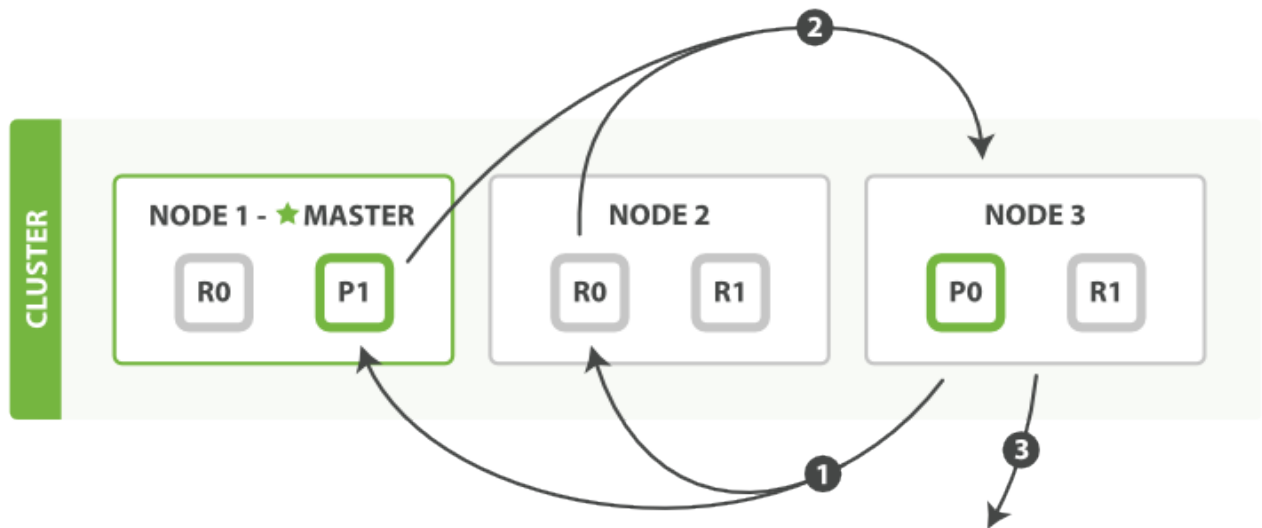 2
CLUSTER
NODE 1 - ★ MASTER
R0
P1
NODE 2
R0
R1
NODE 3
P0
R1
1
3